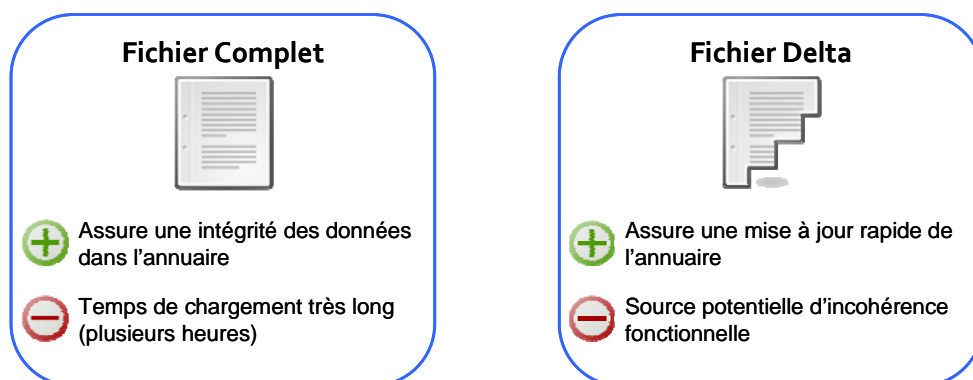 Fichier Complet
Assure une intégrité des données
dans l'annuaire
Temps de chargement très long
(plusieurs heures)
Fichier Delta
Assure une mise à jour rapide de
l'annuaire
Source potentielle d'incohérence
fonctionnelle